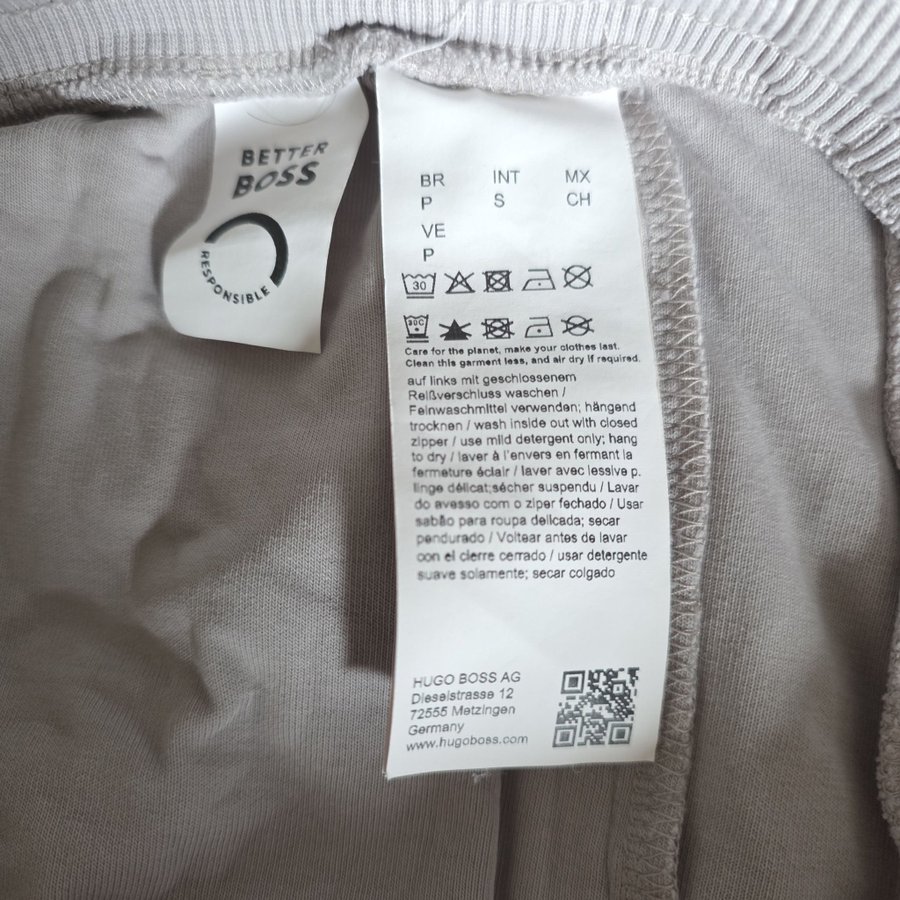 BETTER
BOSS
RESPONSIBLE
BR INT MX
P S CH
VE
P
30
30C
Care for the planet, make your clothes last.
Clean this garment less, and air dry if required.
auf links mit geschlossenem
Reißverschluss waschen /
Feinwaschmittel verwenden; hängend
trocknen / wash inside out with closed
zipper / use mild detergent only; hang
to dry / laver à l'envers en fermant la
fermeture éclair / laver avec lessive p.
linge délicat;sécher suspendu / Lavar
do avesso com o ziper fechado / Usar
sabão para roupa delicada; secar
pendurado / Voltear antes de lavar
con el cierre cerrado / usar detergente
suave solamente; secar colgado
HUGO BOSS AG
Dieselstrasse 12
72555 Metzingen
Germany
www.hugoboss.com